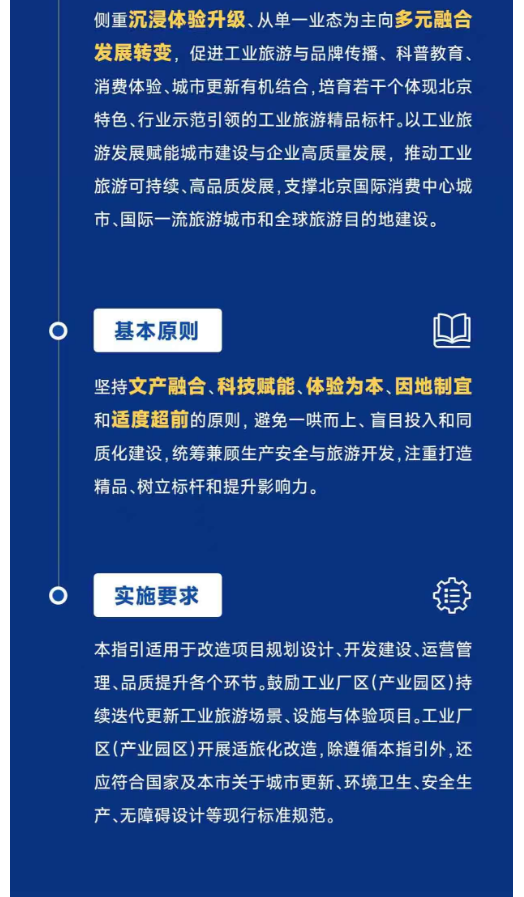 侧重沉浸体验升级、从单一业态为主向多元融合
发展转变，促进工业旅游与品牌传播、科普教育、
消费体验、城市更新有机结合，培育若干个体现北京
特色、行业示范引领的工业旅游精品标杆。以工业旅
游发展赋能城市建设与企业高质量发展，推动工业
旅游可持续、高品质发展，支撑北京国际消费中心城
市、国际一流旅游城市和全球旅游目的地建设。
基本原则
坚持文产融合、科技赋能、体验为本、因地制宜
和适度超前的原则，避免一哄而上、盲目投入和同
质化建设，统筹兼顾生产安全与旅游开发，注重打造
精品、树立标杆和提升影响力。
实施要求
本指引适用于改造项目规划设计、开发建设、运营管
理、品质提升各个环节。鼓励工业厂区（产业园区）持
续迭代更新工业旅游场景、设施与体验项目。工业厂
区（产业园区）开展适旅化改造，除遵循本指引外，还
应符合国家及本市关于城市更新、环境卫生、安全生
产、无障碍设计等现行标准规范。